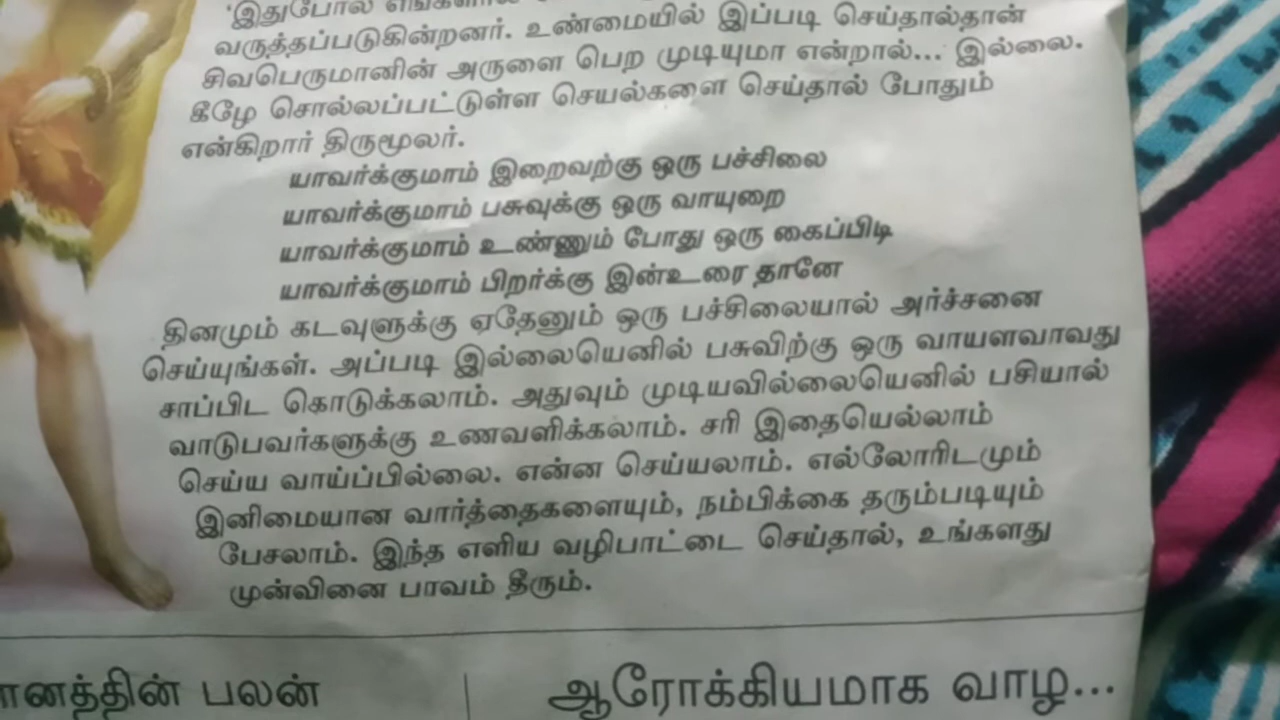 'இதுபோல் எங்களால்
வருத்தப்படுகின்றனர். உண்மையில் இப்படி செய்தால்தான்
சிவபெருமானின் அருளை பெற முடியுமா என்றால்... இல்லை.
கீழே சொல்லப்பட்டுள்ள செயல்களை செய்தால் போதும்
என்கிறார் திருமூலர்.
யாவர்க்குமாம் இறைவற்கு ஒரு பச்சிலை
யாவர்க்குமாம் பசுவுக்கு ஒரு வாயுறை
யாவர்க்குமாம் உண்ணும் போது ஒரு கைப்பிடி
யாவர்க்குமாம் பிறர்க்கு இன்உரை தானே
தினமும் கடவுளுக்கு ஏதேனும் ஒரு பச்சிலையால் அர்ச்சனை
செய்யுங்கள். அப்படி இல்லையெனில் பசுவிற்கு ஒரு வாயளவாவது
சாப்பிட கொடுக்கலாம். அதுவும் முடியவில்லையெனில் பசியால்
வாடுபவர்களுக்கு உணவளிக்கலாம். சரி இதையெல்லாம்
செய்ய வாய்ப்பில்லை. என்ன செய்யலாம். எல்லோரிடமும்
இனிமையான வார்த்தைகளையும், நம்பிக்கை தரும்படியும்
பேசலாம். இந்த எளிய வழிபாட்டை செய்தால், உங்களது
முன்வினை பாவம் தீரும்.
னத்தின் பலன்
ஆரோக்கியமாக வாழ...